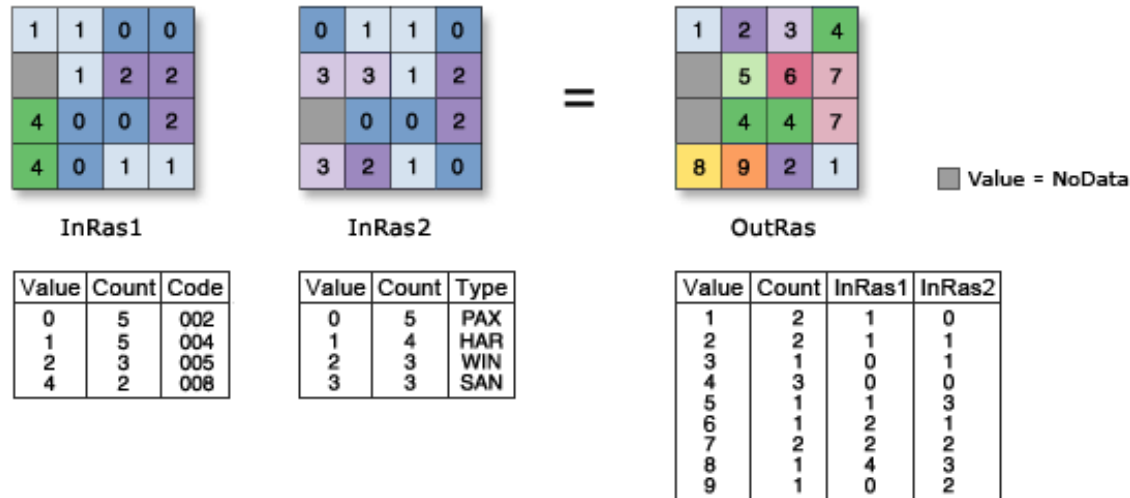 1 1 0 0
1 2 2
4 0 0 2
4 0 1 1
InRas1
0 1 1 0
3 3 1 2
0 0 2
3 2 1 0
InRas2
=
1 2 3 4
5 6 7
4 4 7
8 9 2 1
OutRas
Value = NoData
Value Count Code
0 5 002
1 5 004
2 3 005
4 2 008
Value Count Type
0 5 PAX
1 4 HAR
2 3 WIN
3 3 SAN
Value Count InRas1 InRas2
1 2 1 0
2 2 1 1
3 1 0 1
4 3 0 0
5 1 1 3
6 1 2 1
7 2 2 2
8 1 4 3
9 1 0 2